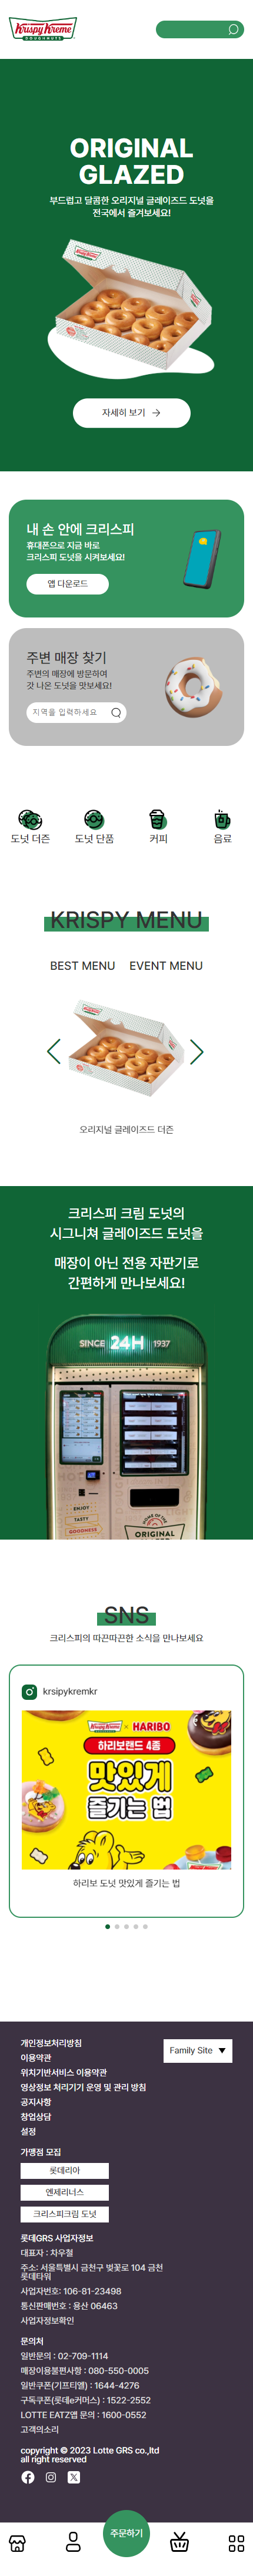 Krispy Kreme
DOUGHNUTS
ORIGINAL
GLAZED
부드럽고 달콤한 오리지널 글레이즈드 도넛을
전국에서 즐겨보세요!
자세히 보기
내 손 안에 크리스피
휴대폰으로 지금 바로
크리스피 도넛을 시켜보세요!
앱 다운로드
주변 매장 찾기
주변의 매장에 방문하여
갓 나온 도넛을 맛보세요!
지역을 입력하세요
도넛 더즌
도넛 단품
커피
음료
KRISPY MENU
BEST MENU
EVENT MENU
오리지널 글레이즈드 더즌
크리스피 크림 도넛의
시그니쳐 글레이즈드 도넛을
매장이 아닌 전용 자판기로
간편하게 만나보세요!
SINCE 24H 1937
ENJOY
TASTY
GOODNESS
HOME OF THE
ORIGINAL
SNS
크리스피의 따끈따끈한 소식을 만나보세요
krsipykremkr
Krispy Kreme × HARIBO
하리보랜드 4종
맛있게
즐기는 법
하리보 도넛 맛있게 즐기는 법
개인정보처리방침
Family Site
이용약관
위치기반서비스 이용약관
영상정보 처리기기 운영 및 관리 방침
공지사항
창업상담
설정
가맹점 모집
롯데리아
엔제리너스
크리스피크림 도넛
롯데GRS 사업자정보
대표자 : 차우철
주소: 서울특별시 금천구 벚꽃로 104 금천
롯데타워
사업자번호: 106-81-23498
통신판매번호 : 용산 06463
사업자정보확인
문의처
일반문의 : 02-709-1114
매장이용불편사항 : 080-550-0005
일반쿠폰(기프티엘) : 1644-4276
구독쿠폰(롯데e커머스) : 1522-2552
LOTTE EATZ앱 문의 : 1600-0552
고객의소리
copyright © 2023 Lotte GRS co.,ltd
all right reserved
주문하기